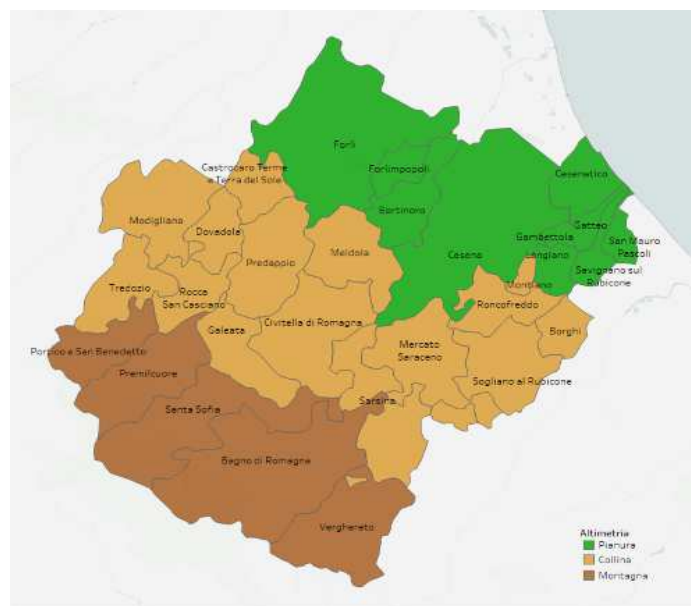 Forlì
Forlimpopoli
Castrocaro Terme
e Terra del Sole
Cesenatico
Bertinoro
Modigliana
Dovadola
Gatteo
Gambettola
San Mauro
Pascoli
Meldola
Cesena
Longiano
Predappio
Savignano sul
Rubicone
Montiano
Tredozio
Rocca
San Casciano
Roncofreddo
Galeata
Civitella di Romagna
Borghi
Mercato
Saraceno
Portico e San Benedetto
Premilcuore
Sogliano al Rubicone
Sarsina
Santa Sofia
Bagno di Romagna
Verghereto
Altimetria
Pianura
Collina
Montagna